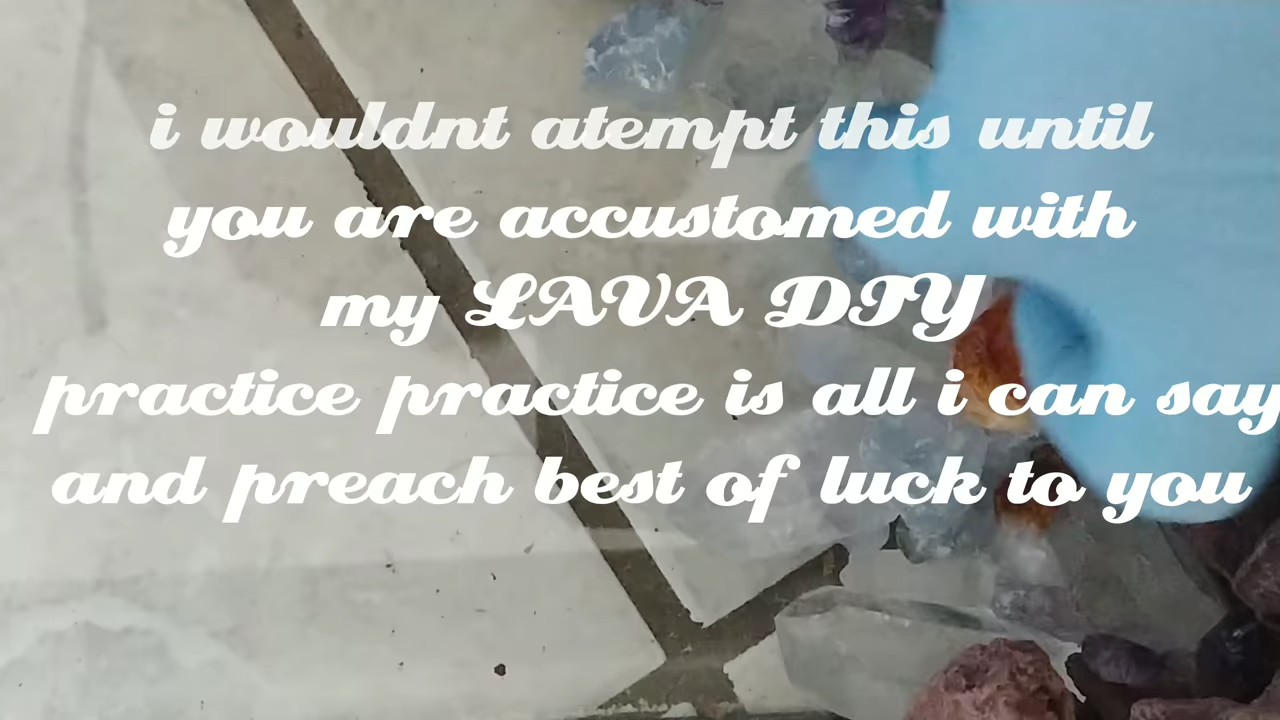 i wouldnt atempt this until
you are accustomed with
my LAVA DIY
practice practice is all i can say
and preach best of luck to you